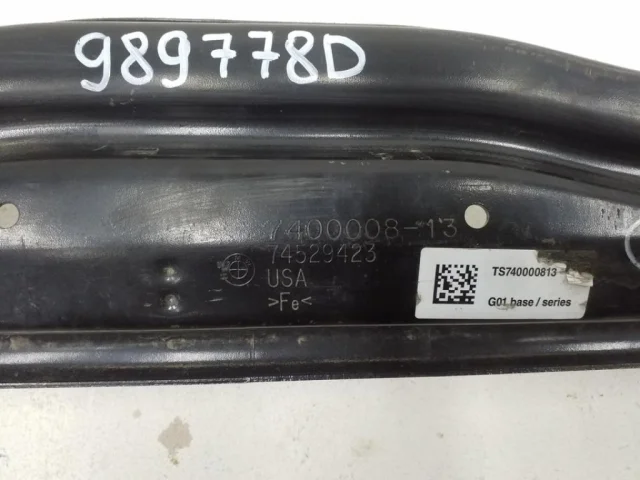 989778D
7400008-13
74529423
USA
>Fe<
TS740000813
G01 base / series